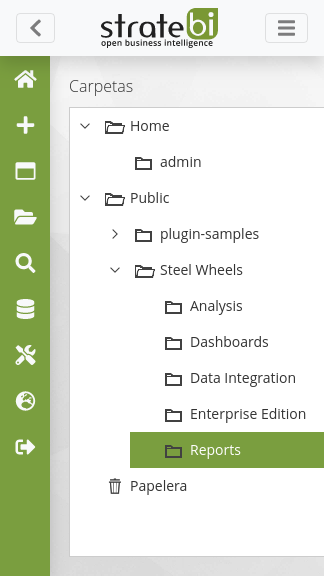 stratebi
open business intelligence
Carpetas
Home
admin
Public
plugin-samples
Steel Wheels
Analysis
Dashboards
Data Integration
Enterprise Edition
Reports
Papelera